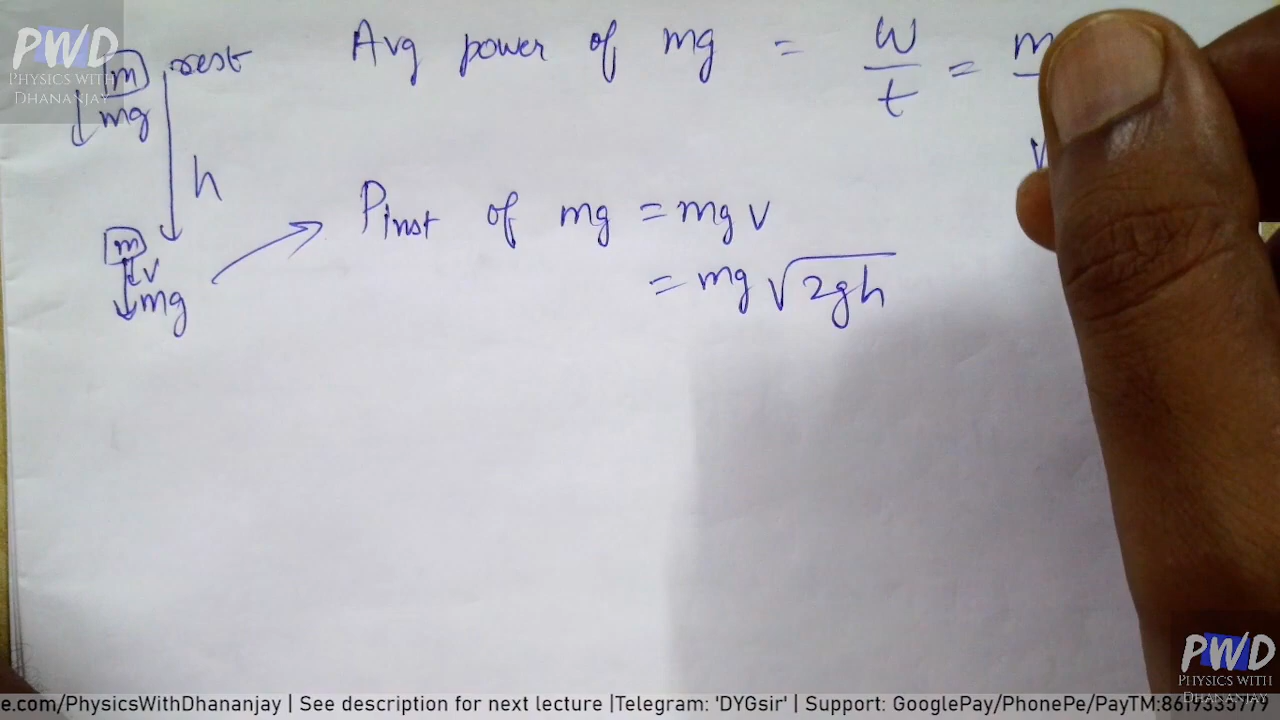 PWD
PHYSICS WITH
DHANANJAY
m rest
mg
h
m
v
mg
Avg power of mg = W/t = m
Pinst of mg = mg v
= mg √2gh
PWD
PHYSICS WITH
DHANANJAY
e.com/PhysicsWithDhananjay | See description for next lecture |Telegram: 'DYGsir' | Support: GooglePay/PhonePe/PayTM: